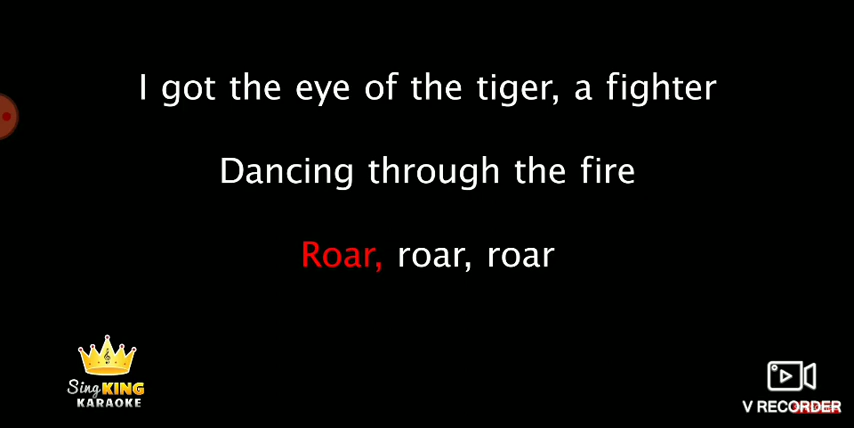 I got the eye of the tiger, a fighter
Dancing through the fire
Roar, roar, roar
Sing KING
KARAOKE
V RECORDER